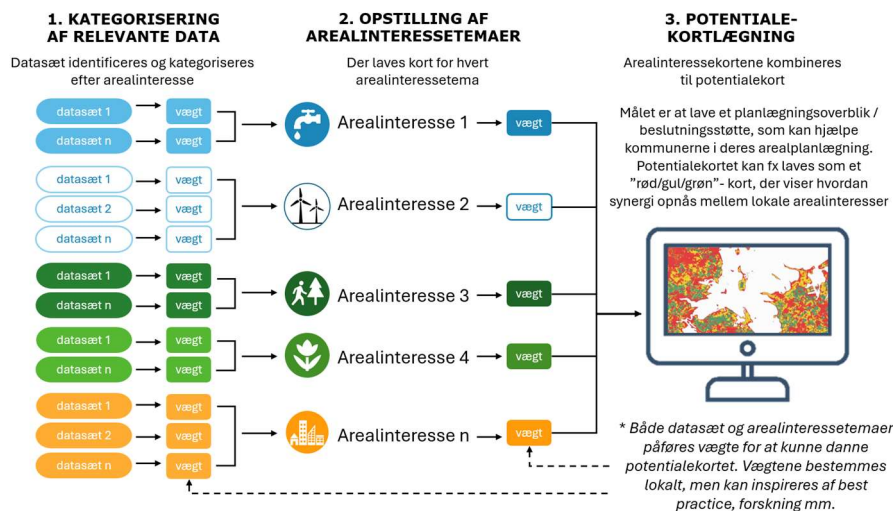 1. KATEGORISERING
AF RELEVANTE DATA
Datasæt identificeres og kategoriseres
efter arealinteresse
datasæt 1
vægt
datasæt n
vægt
datasæt 1
vægt
datasæt 2
vægt
datasæt n
vægt
datasæt 1
vægt
datasæt n
vægt
datasæt 1
vægt
datasæt n
vægt
datasæt 1
vægt
datasæt 2
vægt
datasæt n
vægt
2. OPSTILLING AF
AREALINTERESSETEMAER
Der laves kort for hvert
arealinteressetema
Arealinteresse 1
vægt
Arealinteresse 2
vægt
Arealinteresse 3
vægt
Arealinteresse 4
vægt
Arealinteresse n
vægt
3. POTENTIALE-
KORTLÆGNING
Arealinteressekortene kombineres
til potentialekort
Målet er at lave et planlægningsoverblik /
beslutningsstøtte, som kan hjælpe
kommunerne i deres arealplanlægning.
Potentialekortet kan fx laves som et
”rød/gul/grøn”- kort, der viser hvordan
synergi opnås mellem lokale arealinteresser
* Både datasæt og arealinteressetemaer
påføres vægte for at kunne danne
potentialekortet. Vægtene bestemmes
lokalt, men kan inspireres af best
practice, forskning mm.